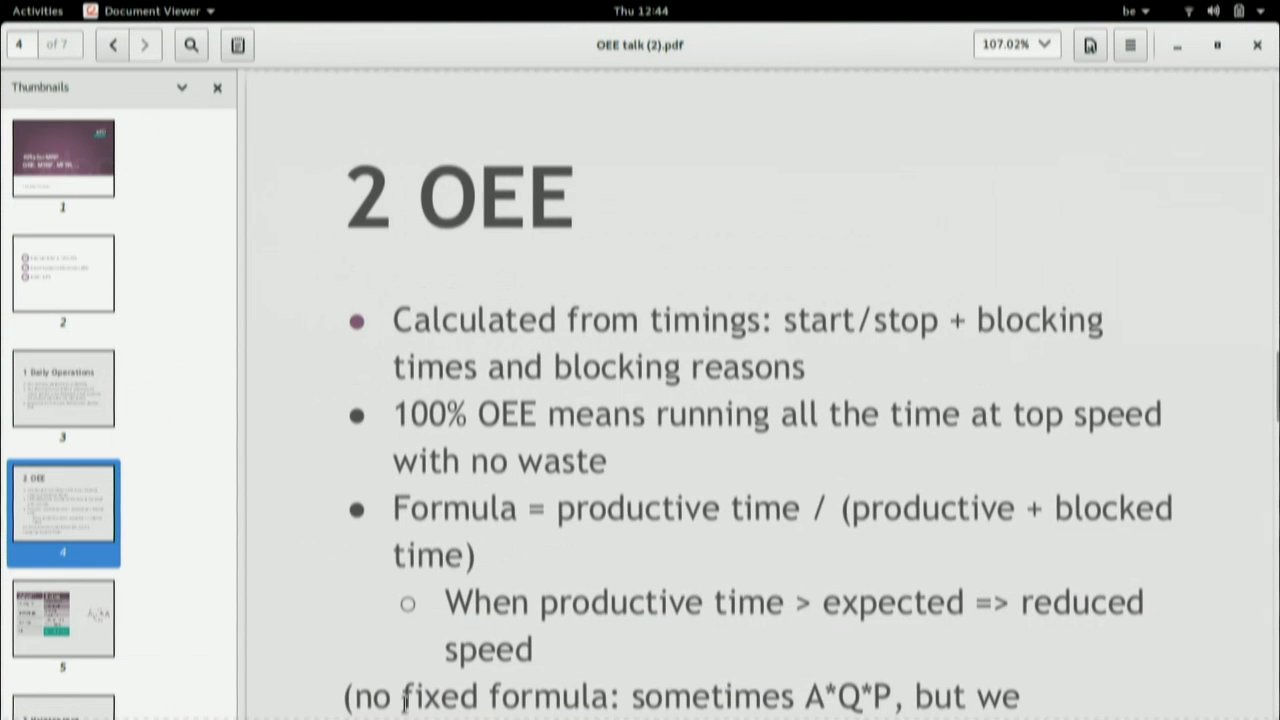 Activities Document Viewer Thu 12:44 be
4 of 7 OEE talk (2).pdf 107.02%
Thumbnails
1
2
1 Daily Operations
3
2 OEE
4
5
2 OEE
• Calculated from timings: start/stop + blocking
times and blocking reasons
• 100% OEE means running all the time at top speed
with no waste
• Formula = productive time / (productive + blocked
time)
○ When productive time > expected => reduced
speed
(no fixed formula: sometimes A*Q*P, but we